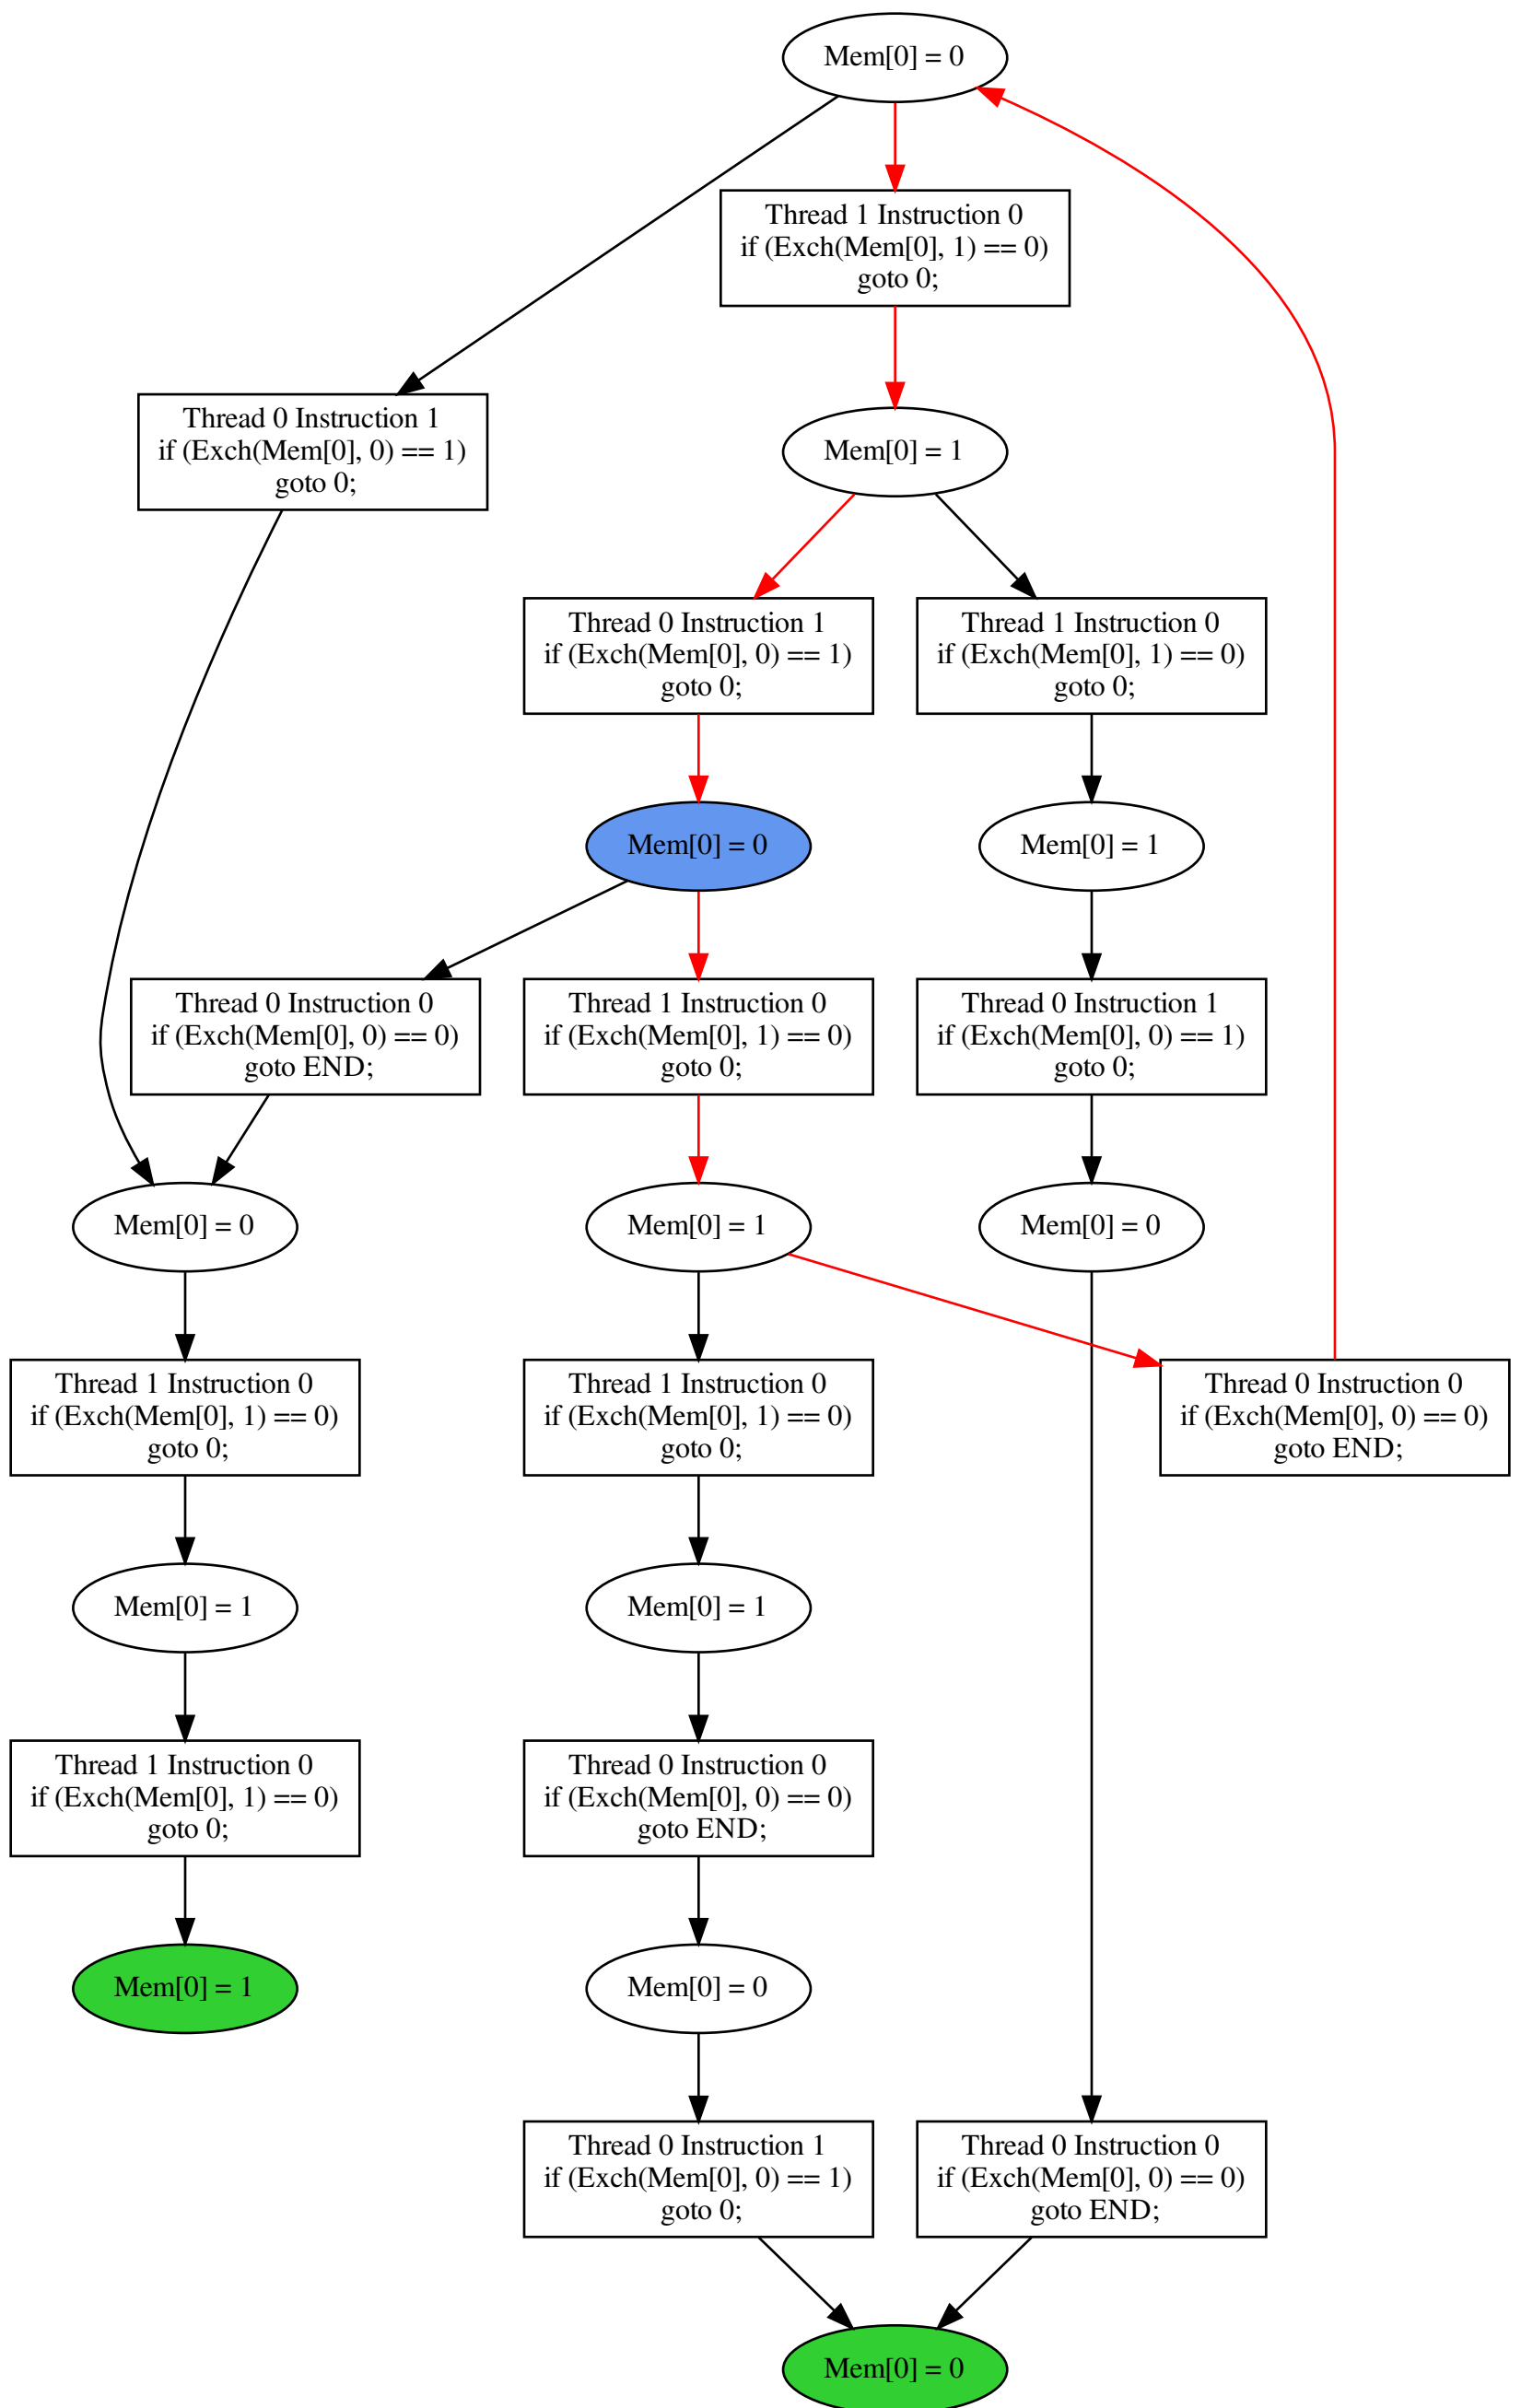 Mem[0] = 0
Thread 1 Instruction 0
if (Exch(Mem[0], 1) == 0)
goto 0;
Thread 0 Instruction 1
if (Exch(Mem[0], 0) == 1)
goto 0;
Mem[0] = 1
Thread 0 Instruction 1
if (Exch(Mem[0], 0) == 1)
goto 0;
Thread 1 Instruction 0
if (Exch(Mem[0], 1) == 0)
goto 0;
Mem[0] = 0
Mem[0] = 1
Thread 0 Instruction 0
if (Exch(Mem[0], 0) == 0)
goto END;
Thread 1 Instruction 0
if (Exch(Mem[0], 1) == 0)
goto 0;
Thread 0 Instruction 1
if (Exch(Mem[0], 0) == 1)
goto 0;
Mem[0] = 0
Mem[0] = 1
Mem[0] = 0
Thread 1 Instruction 0
if (Exch(Mem[0], 1) == 0)
goto 0;
Thread 1 Instruction 0
if (Exch(Mem[0], 1) == 0)
goto 0;
Thread 0 Instruction 0
if (Exch(Mem[0], 0) == 0)
goto END;
Mem[0] = 1
Mem[0] = 1
Thread 1 Instruction 0
if (Exch(Mem[0], 1) == 0)
goto 0;
Thread 0 Instruction 0
if (Exch(Mem[0], 0) == 0)
goto END;
Mem[0] = 1
Mem[0] = 0
Thread 0 Instruction 1
if (Exch(Mem[0], 0) == 1)
goto 0;
Thread 0 Instruction 0
if (Exch(Mem[0], 0) == 0)
goto END;
Mem[0] = 0